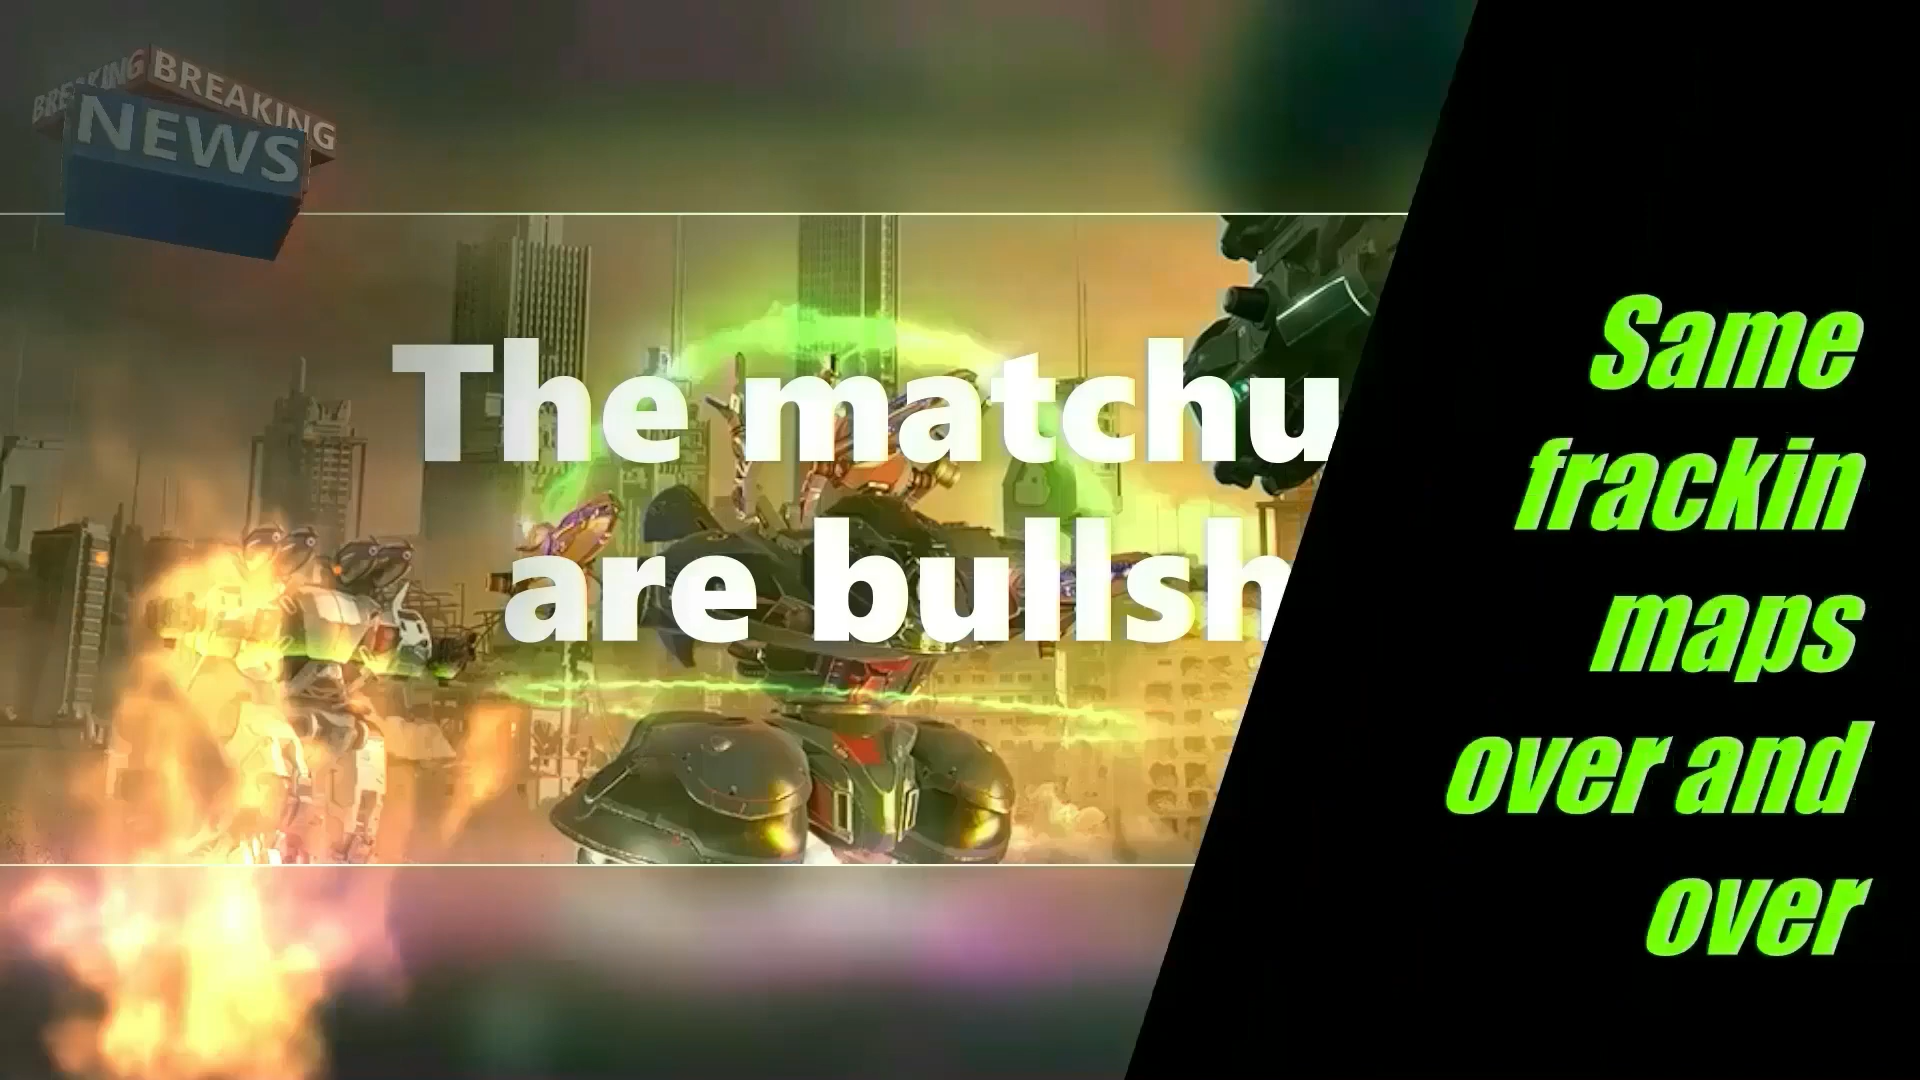 BREAKING
BREAKING
NEWS
The matchu
are bullsh
Same
frackin
maps
over and
over